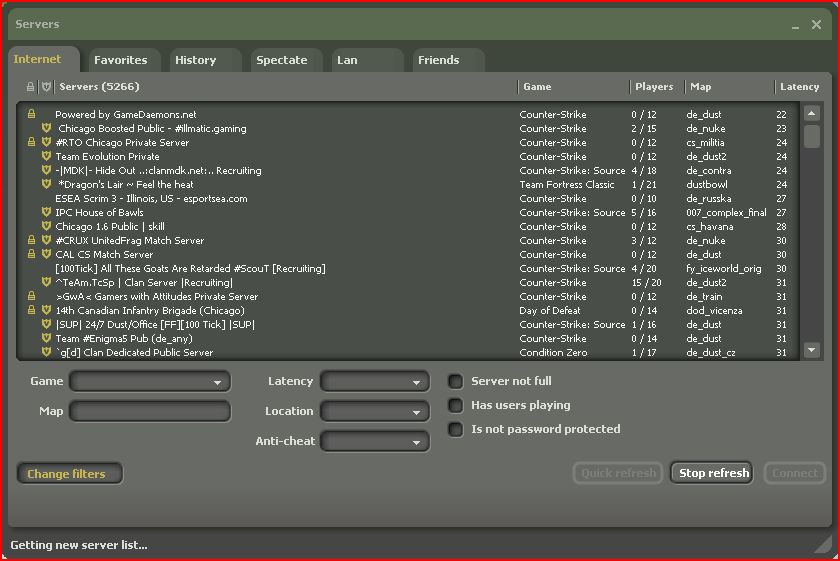 Servers
Internet Favorites History Spectate Lan Friends
Servers (5266) Game Players Map Latency
Powered by GameDaemons.net Counter-Strike 0 / 12 de_dust 22
Chicago Boosted Public - #illmatic.gaming Counter-Strike 2 / 15 de_nuke 23
#RTO Chicago Private Server Counter-Strike 0 / 12 cs_militia 24
Team Evolution Private Counter-Strike 0 / 12 de_dust2 24
-|MDK|- Hide Out ..:clanmdk.net:.. Recruiting Counter-Strike: Source 4 / 18 de_contra 24
*Dragon's Lair ~ Feel the heat Team Fortress Classic 1 / 21 dustbowl 24
ESEA Scrim 3 - Illinois, US - esportsea.com Counter-Strike 0 / 10 de_russka 27
IPC House of Bawls Counter-Strike: Source 5 / 16 007_complex_final 27
Chicago 1.6 Public | skill Counter-Strike 0 / 12 cs_havana 28
#CRUX UnitedFrag Match Server Counter-Strike 3 / 12 de_nuke 30
CAL CS Match Server Counter-Strike 0 / 12 de_dust 30
[100Tick] All These Goats Are Retarded #ScouT [Recruiting] Counter-Strike: Source 4 / 20 fy_iceworld_orig 30
^TeAm.TcSp | Clan Server |Recruiting| Counter-Strike 15 / 20 de_dust2 31
>GwA< Gamers with Attitudes Private Server Counter-Strike 0 / 12 de_train 31
14th Canadian Infantry Brigade (Chicago) Day of Defeat 0 / 14 dod_vicenza 31
|SUP| 24/7 Dust/Office [FF][100 Tick] |SUP| Counter-Strike: Source 1 / 16 de_dust 31
Team #Enigma5 Pub (de_any) Counter-Strike 0 / 14 de_dust 31
`g[d] Clan Dedicated Public Server Condition Zero 1 / 17 de_dust_cz 31
Game Latency Server not full
Map Location Has users playing
Anti-cheat Is not password protected
Change filters Quick refresh Stop refresh Connect
Getting new server list...